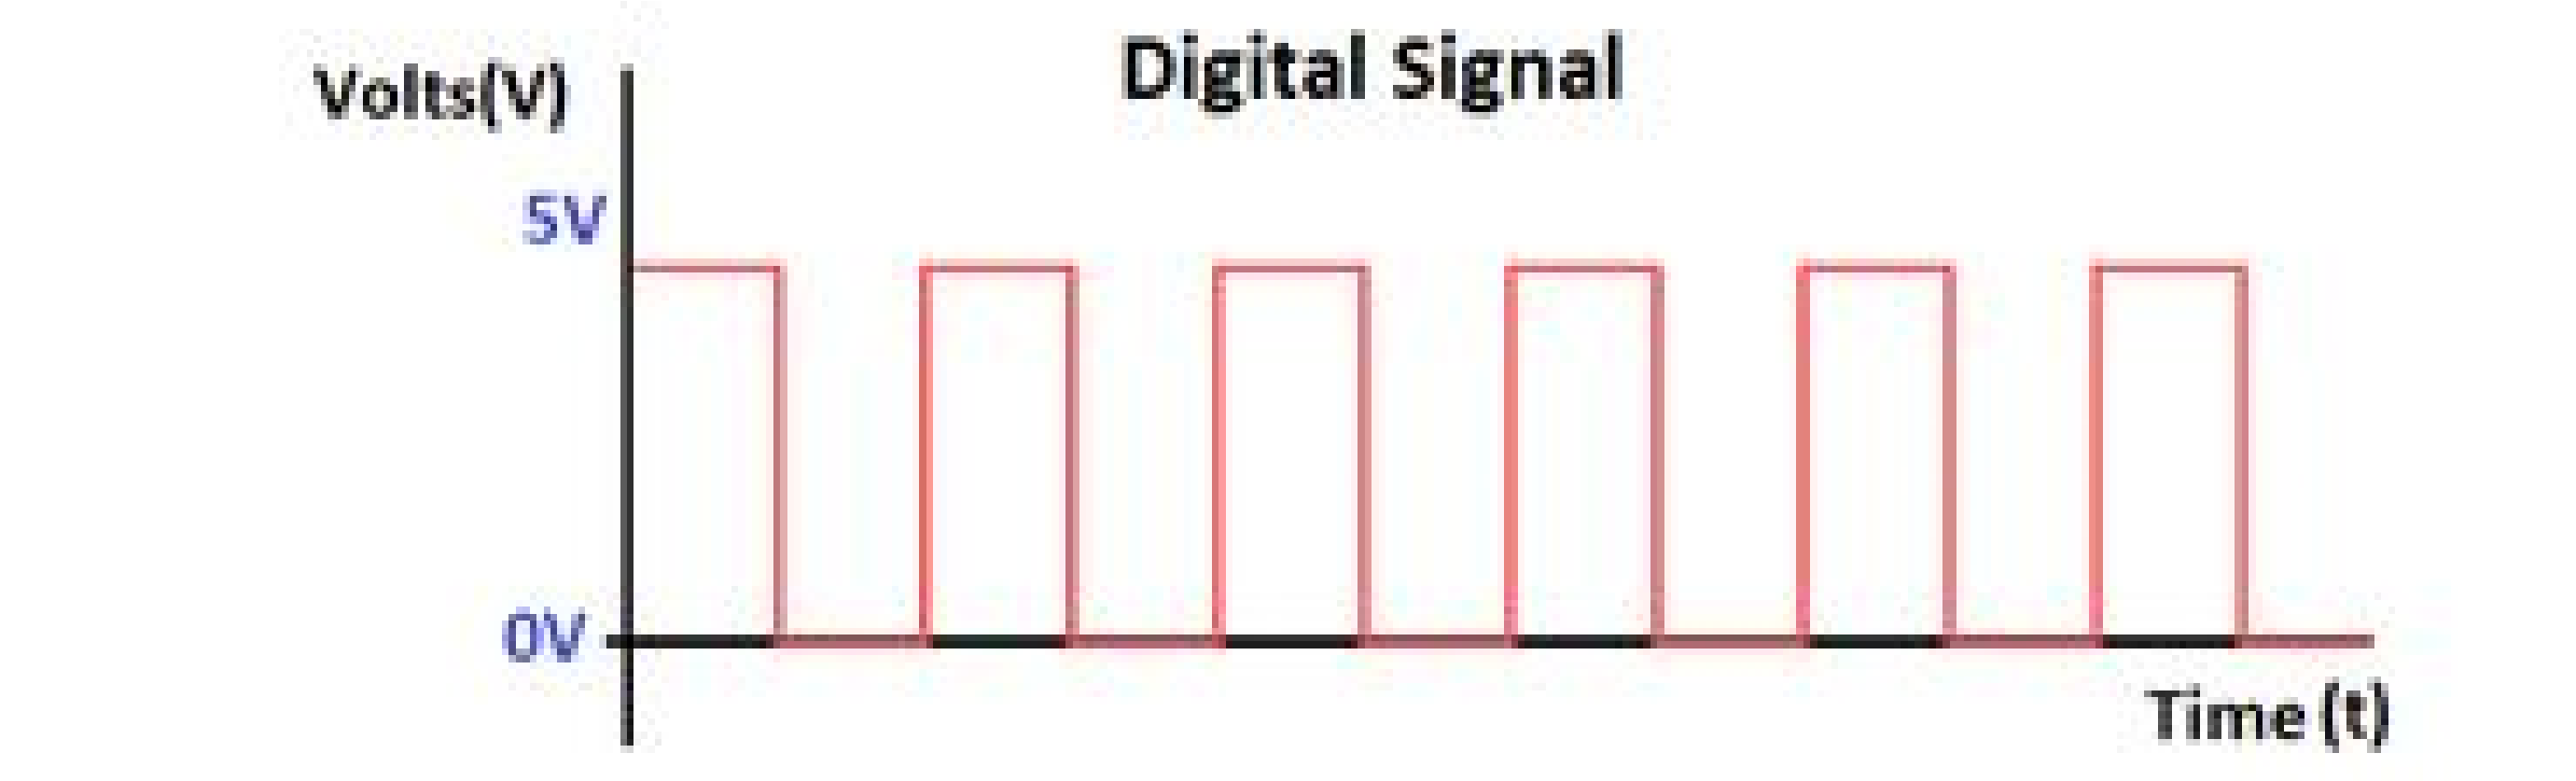 Digital Signal
Volts(V)
5V
0V
Time (t)